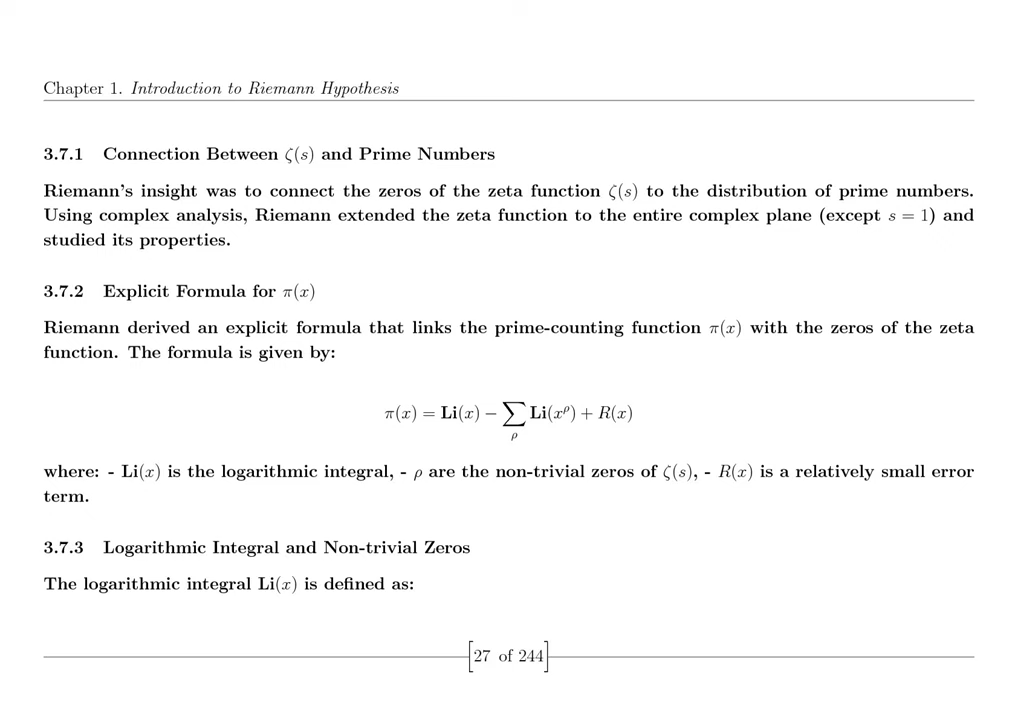 Chapter 1. Introduction to Riemann Hypothesis
3.7.1 Connection Between ζ(s) and Prime Numbers
Riemann's insight was to connect the zeros of the zeta function ζ(s) to the distribution of prime numbers.
Using complex analysis, Riemann extended the zeta function to the entire complex plane (except s = 1) and
studied its properties.
3.7.2 Explicit Formula for π(x)
Riemann derived an explicit formula that links the prime-counting function π(x) with the zeros of the zeta
function. The formula is given by:
π(x) = Li(x) − ∑ Li(x^ρ) + R(x)
ρ
where: - Li(x) is the logarithmic integral, - ρ are the non-trivial zeros of ζ(s), - R(x) is a relatively small error
term.
3.7.3 Logarithmic Integral and Non-trivial Zeros
The logarithmic integral Li(x) is defined as:
[27 of 244]